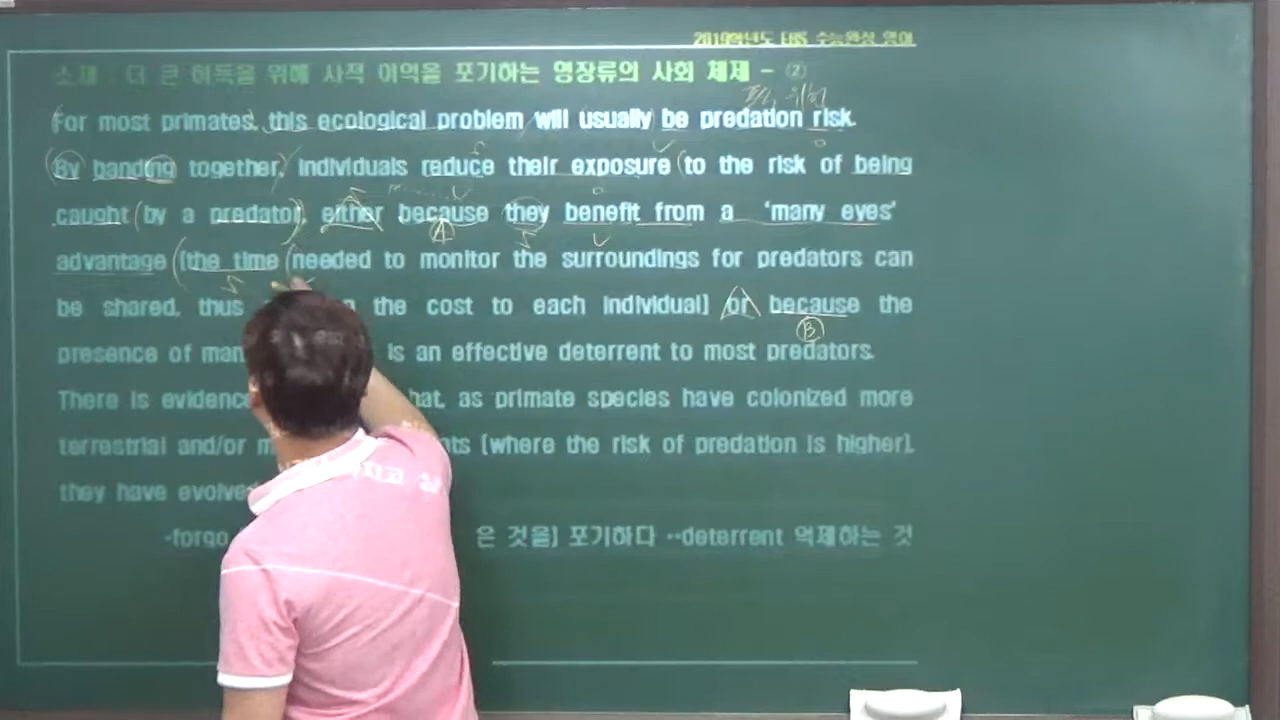 2019학년도 EBS 수능완성 영어
소재 : 더 큰 이득을 위해 사적 이익을 포기하는 영장류의 사회 체제 - ②
위험
For most primates, this ecological problem will usually be predation risk.
By banding together, individuals reduce their exposure to the risk of being
caught by a predator, either because they benefit from a 'many eyes'
A
advantage (the time needed to monitor the surroundings for predators can
be shared, thus the cost to each individual) or because the
B
presence of is an effective deterrent to most predators.
There is evidence as primate species have colonized more
terrestrial and/or (where the risk of predation is higher),
they have
-forgo 은 것을) 포기하다 --deterrent 억제하는 것